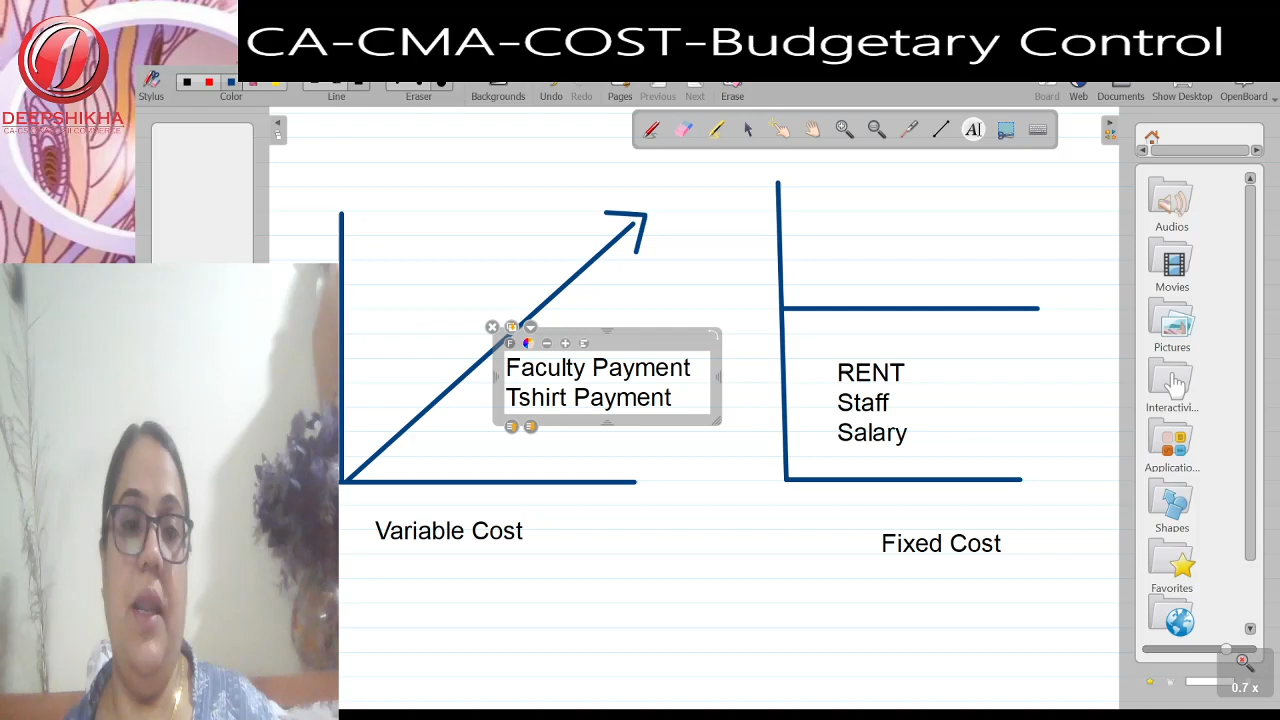 CA-CMA-COST-Budgetary Control
DEEPSHIKHA
Stylus
Color
Line
Eraser
Backgrounds
Undo
Redo
Pages
Previous
Next
Erase
Board
Web
Documents
Show Desktop
OpenBoard
Audios
Movies
Pictures
Interactivi...
Applicatio...
Shapes
Favorites
Faculty Payment
Tshirt Payment
RENT
Staff
Salary
Variable Cost
Fixed Cost
0.7 x